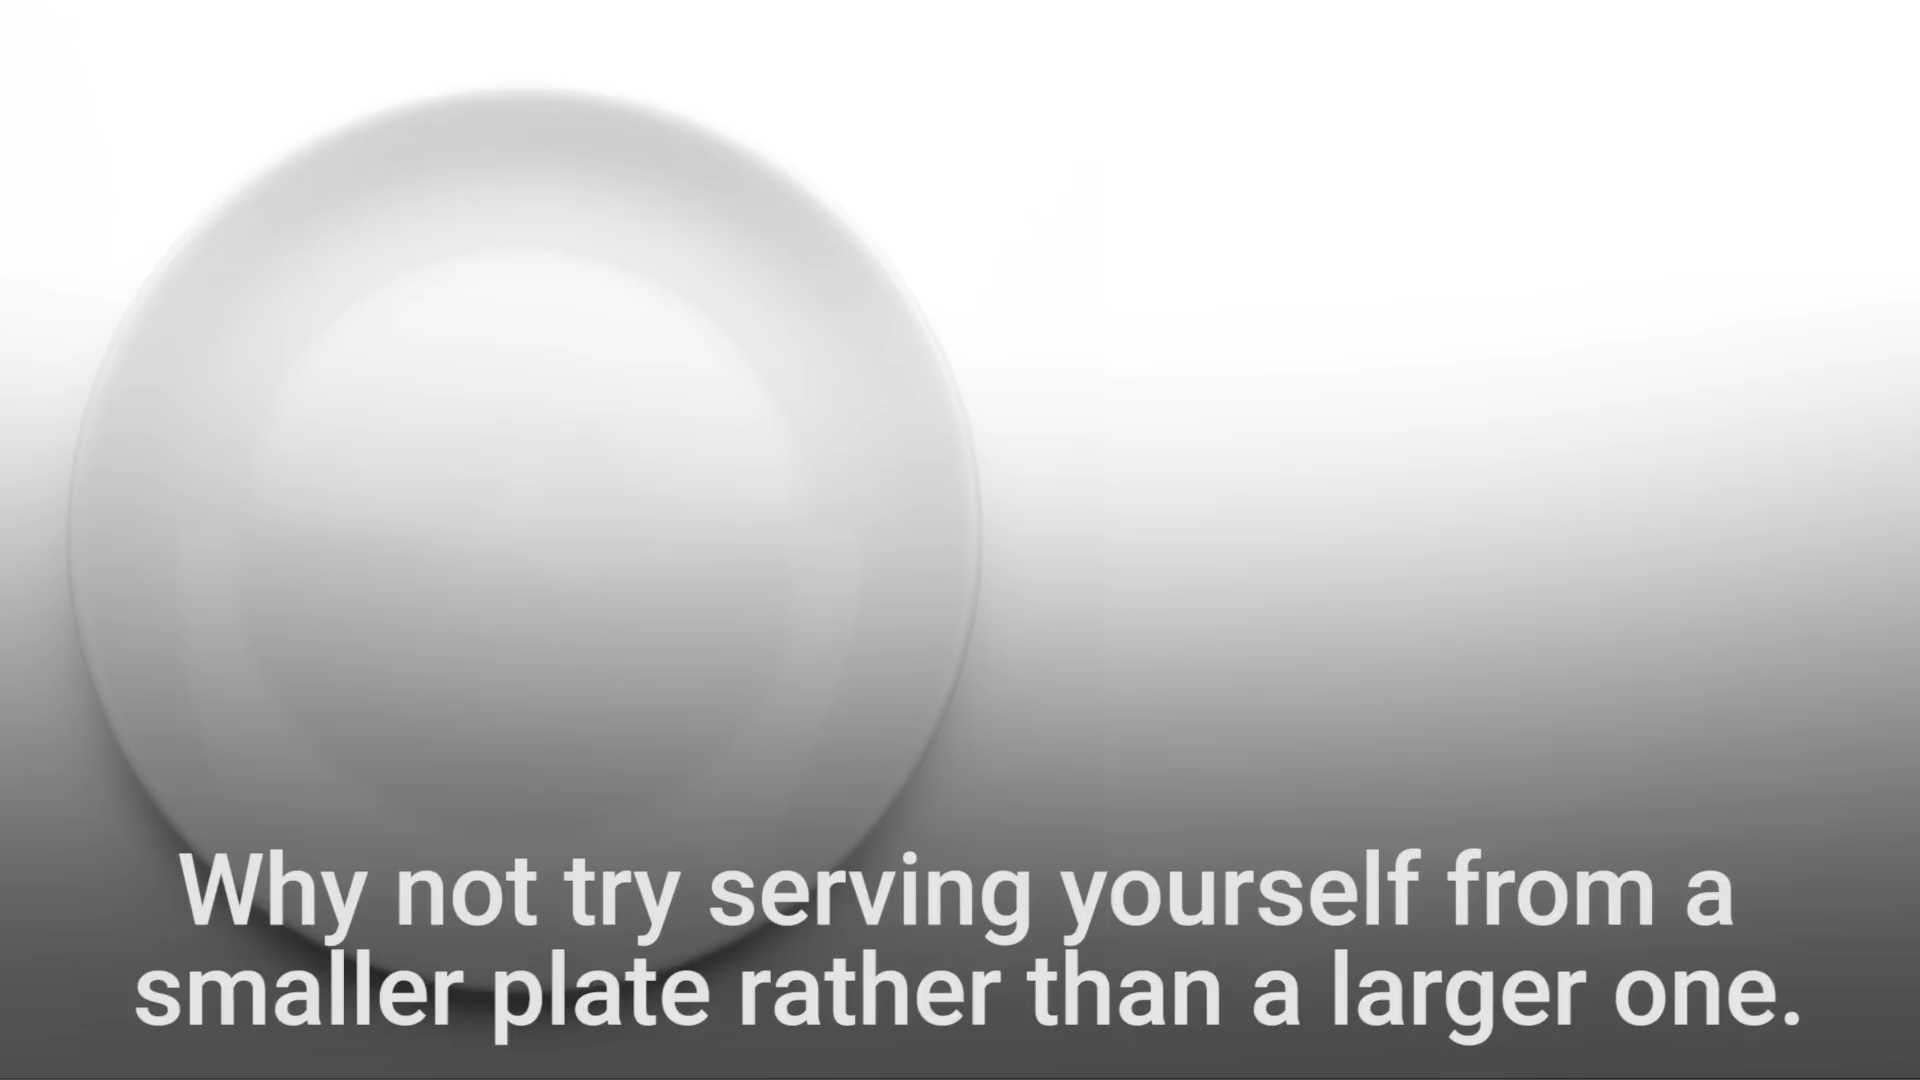 Why not try serving yourself from a
smaller plate rather than a larger one.